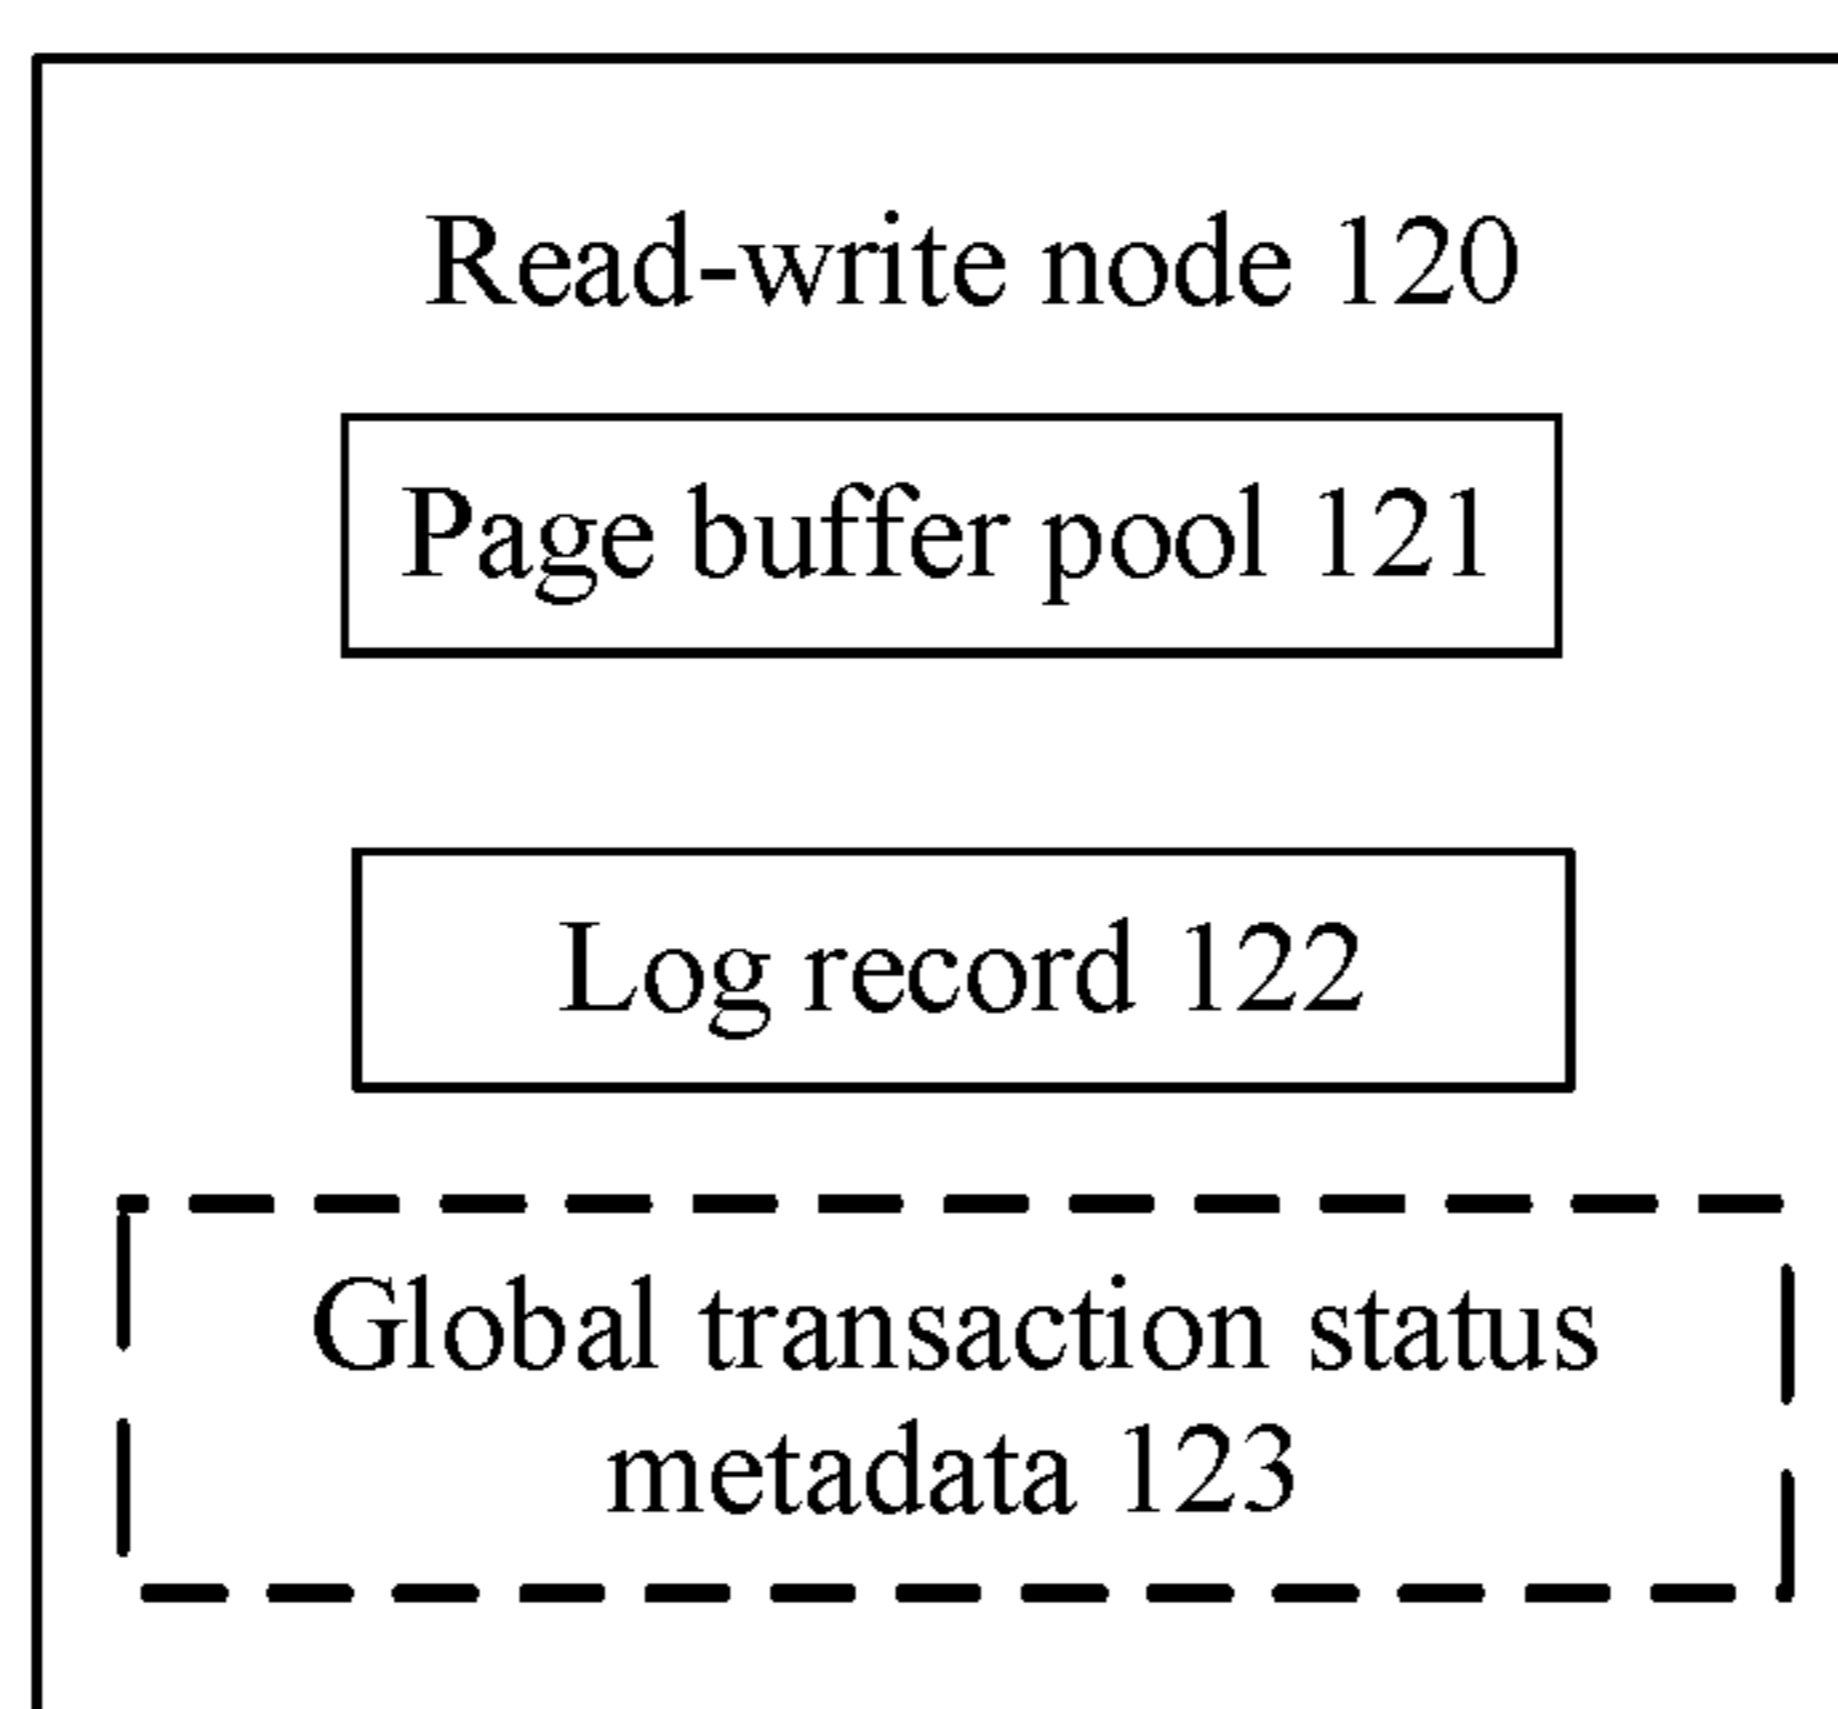 Read-write node 120
Page buffer pool 121
Log record 122
Global transaction status
metadata 123